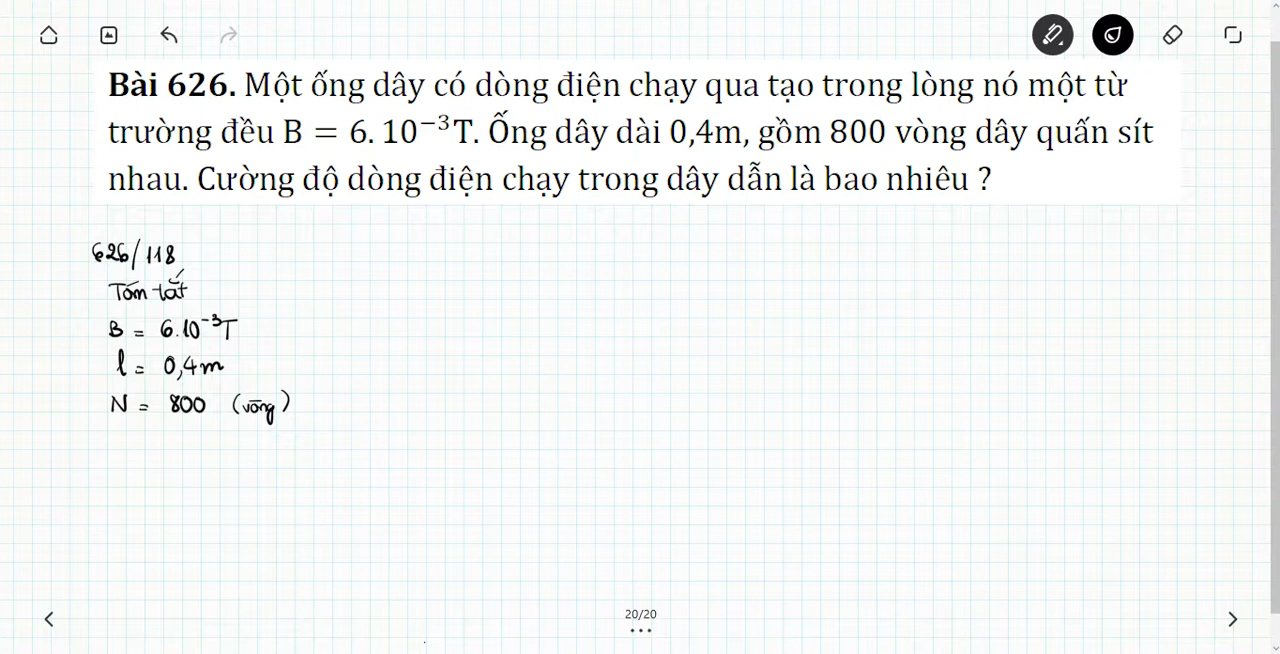 Bài 626. Một ống dây có dòng điện chạy qua tạo trong lòng nó một từ
trường đều B = 6. 10⁻³T. Ống dây dài 0,4m, gồm 800 vòng dây quấn sít
nhau. Cường độ dòng điện chạy trong dây dẫn là bao nhiêu ?
626/118
Tóm tắt
B = 6.10⁻³T
l = 0,4m
N = 800 (vòng)
20/20